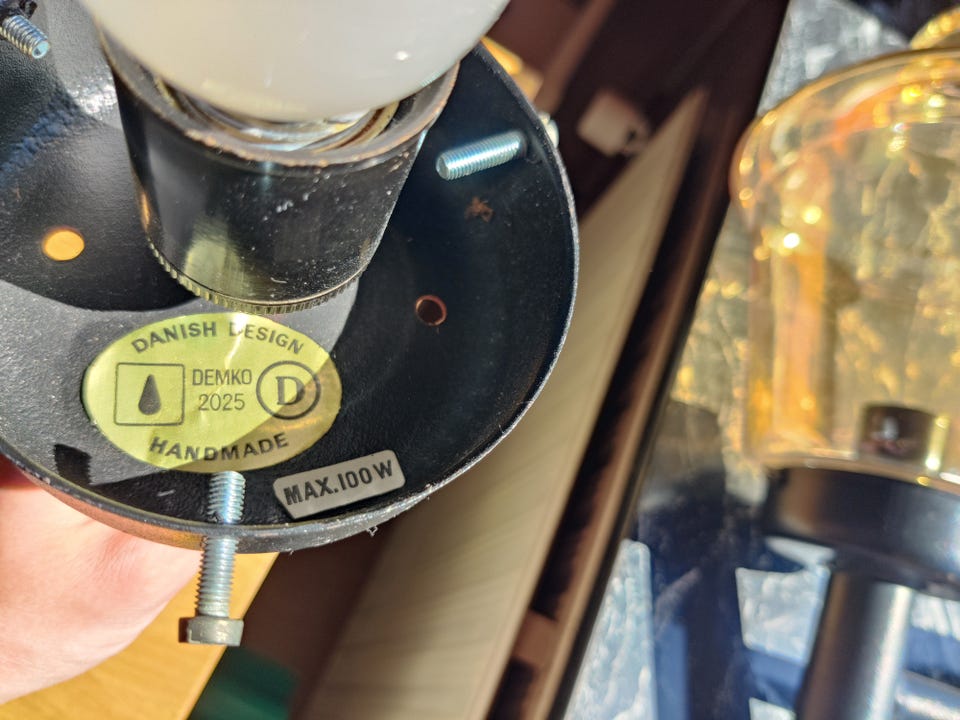 DANISH DESIGN
DEMKO
2025
D
HANDMADE
MAX.100W